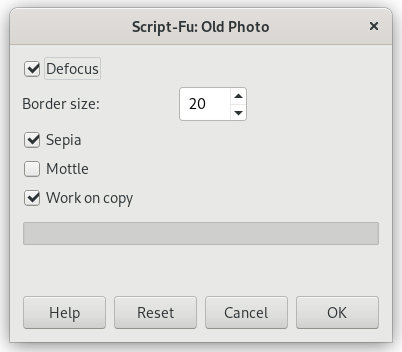 Script-Fu: Old Photo
Defocus
Border size: 20
Sepia
Mottle
Work on copy
Help Reset Cancel OK